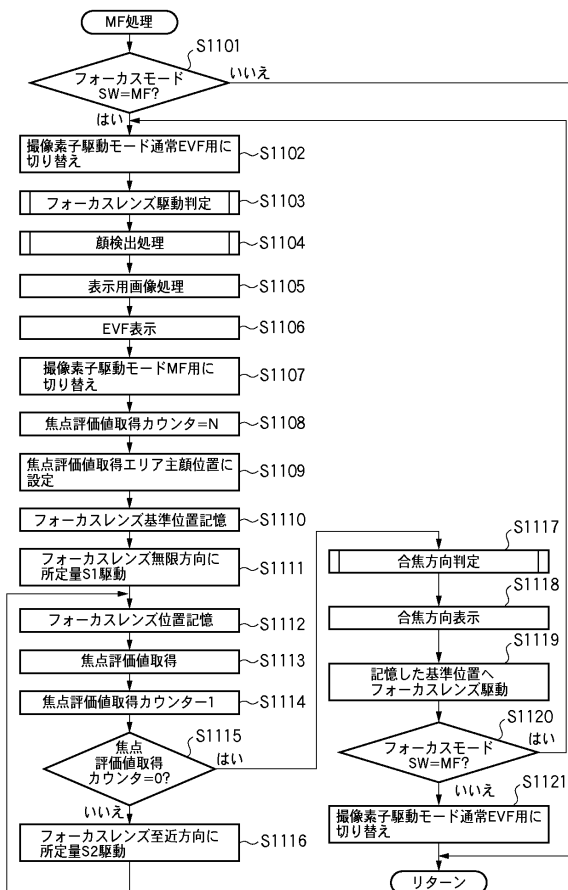 MF処理
S1101
フォーカスモード
SW=MF?
いいえ
はい
撮像素子駆動モード通常EVF用に
切り替え
S1102
フォーカスレンズ駆動判定
S1103
顔検出処理
S1104
表示用画像処理
S1105
EVF表示
S1106
撮像素子駆動モードMF用に
切り替え
S1107
焦点評価値取得カウンタ=N
S1108
焦点評価値取得エリア主顔位置に
設定
S1109
フォーカスレンズ基準位置記憶
S1110
フォーカスレンズ無限方向に
所定量S1駆動
S1111
フォーカスレンズ位置記憶
S1112
焦点評価値取得
S1113
焦点評価値取得カウンター1
S1114
焦点
評価値取得
カウンタ=0?
S1115
はい
いいえ
フォーカスレンズ至近方向に
所定量S2駆動
S1116
S1117
合焦方向判定
S1118
合焦方向表示
S1119
記憶した基準位置へ
フォーカスレンズ駆動
S1120
フォーカスモード
SW=MF?
はい
いいえ
S1121
撮像素子駆動モード通常EVF用に
切り替え
リターン